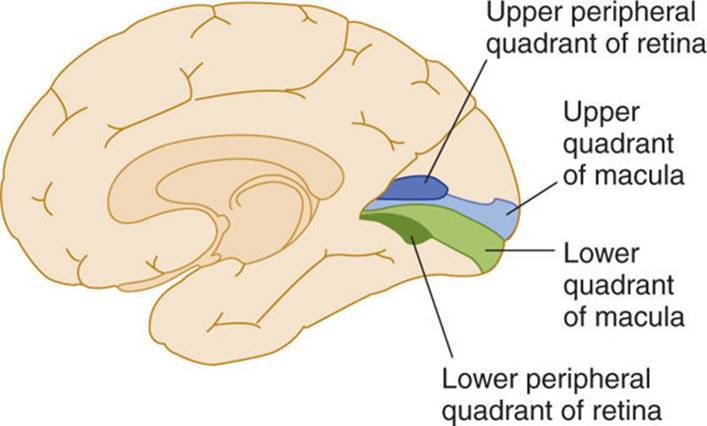 Upper peripheral
quadrant of retina
Upper
quadrant
of macula
Lower
quadrant
of macula
Lower peripheral
quadrant of retina